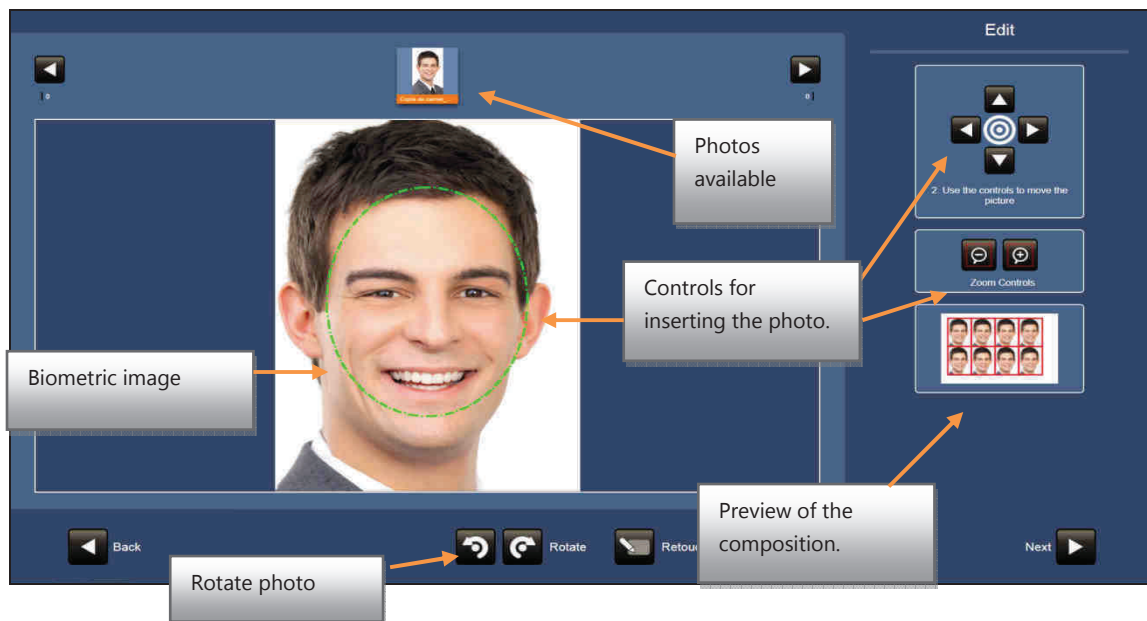 Edit
Photos
available
2. Use the controls to move the
picture
Controls for
inserting the photo.
Zoom Controls
Biometric image
Preview of the
composition.
Back
Rotate
Next
Rotate photo